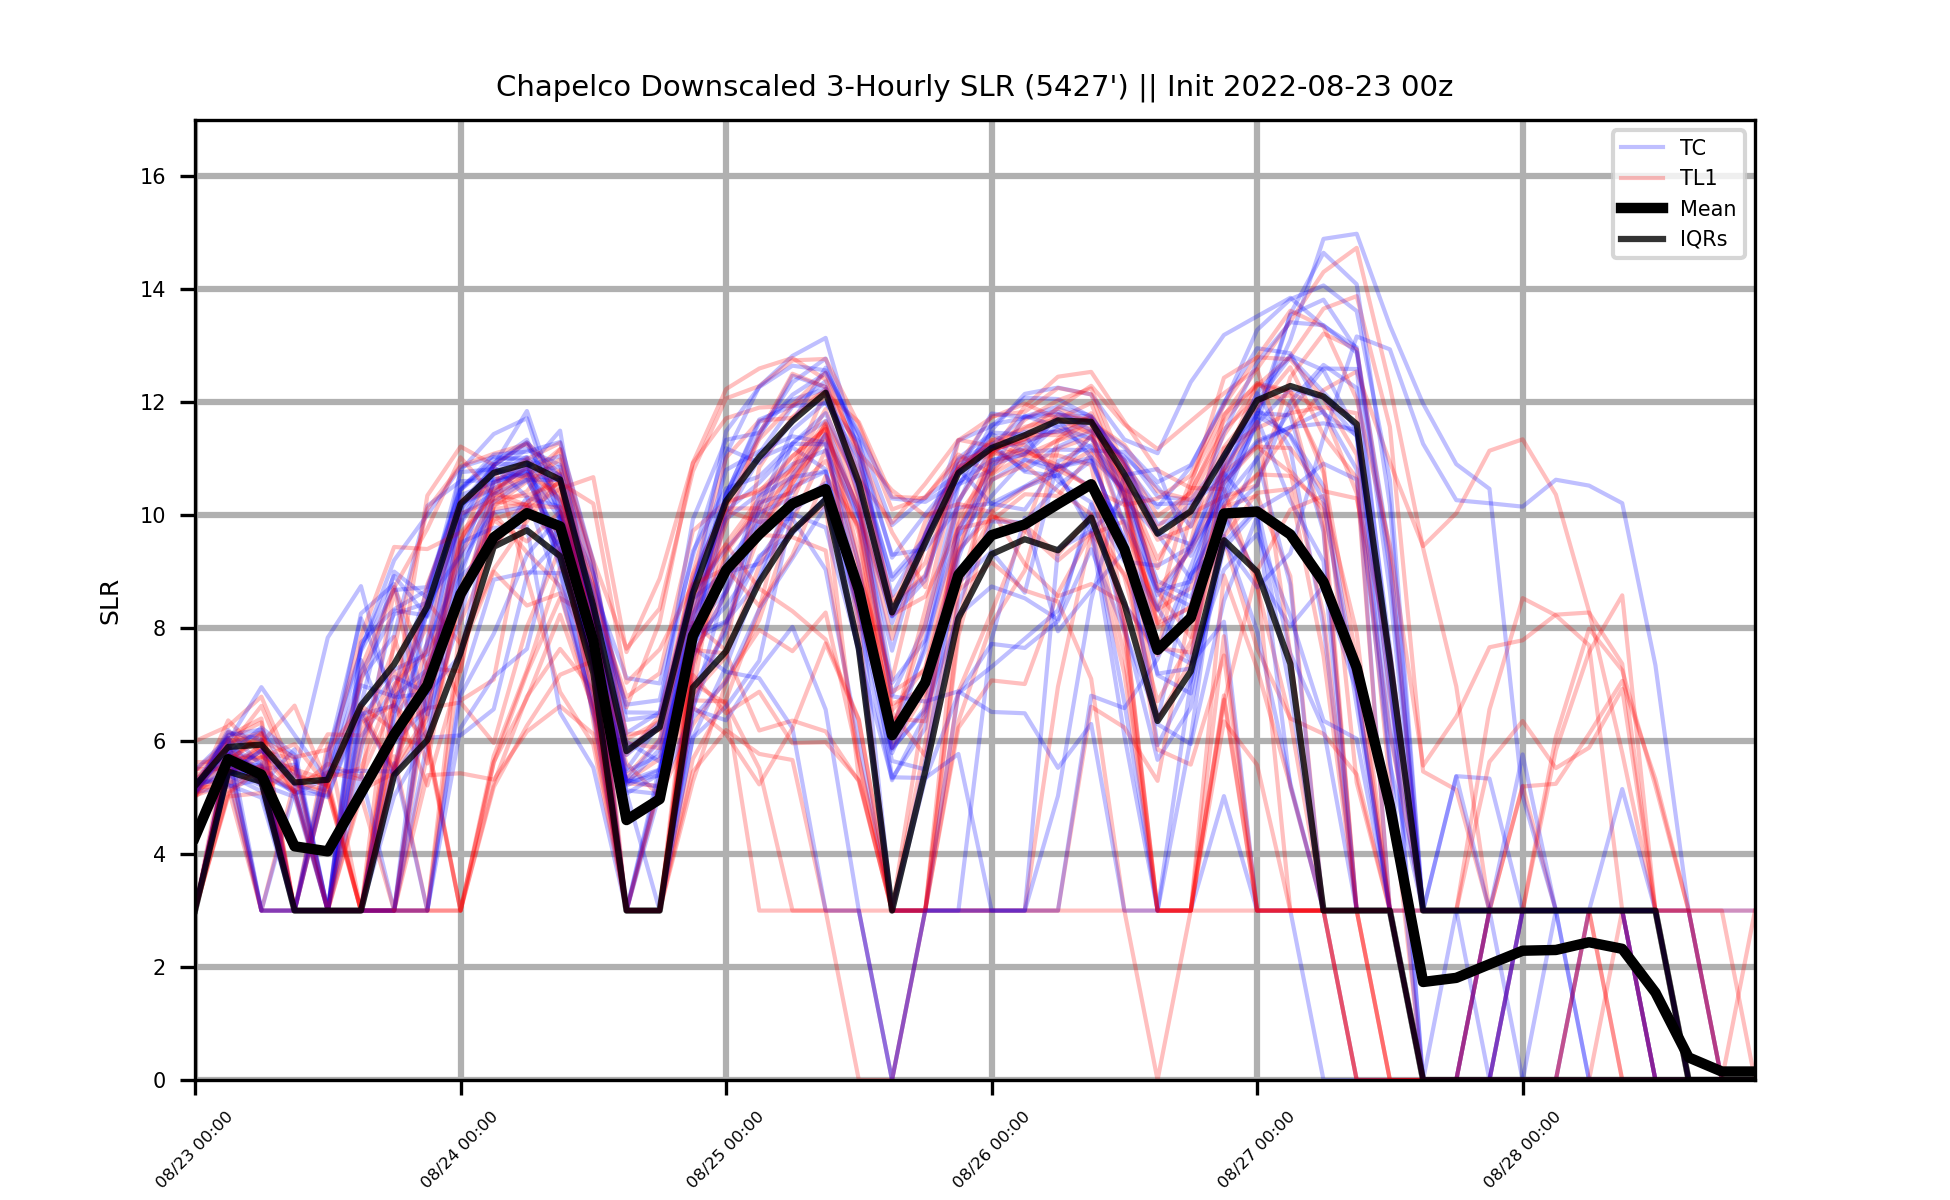 Chapelco Downscaled 3-Hourly SLR (5427') || Init 2022-08-23 00z
TC
TL1
Mean
IQRs
SLR
16
14
12
10
8
6
4
2
0
08/23 00:00
08/24 00:00
08/25 00:00
08/26 00:00
08/27 00:00
08/28 00:00